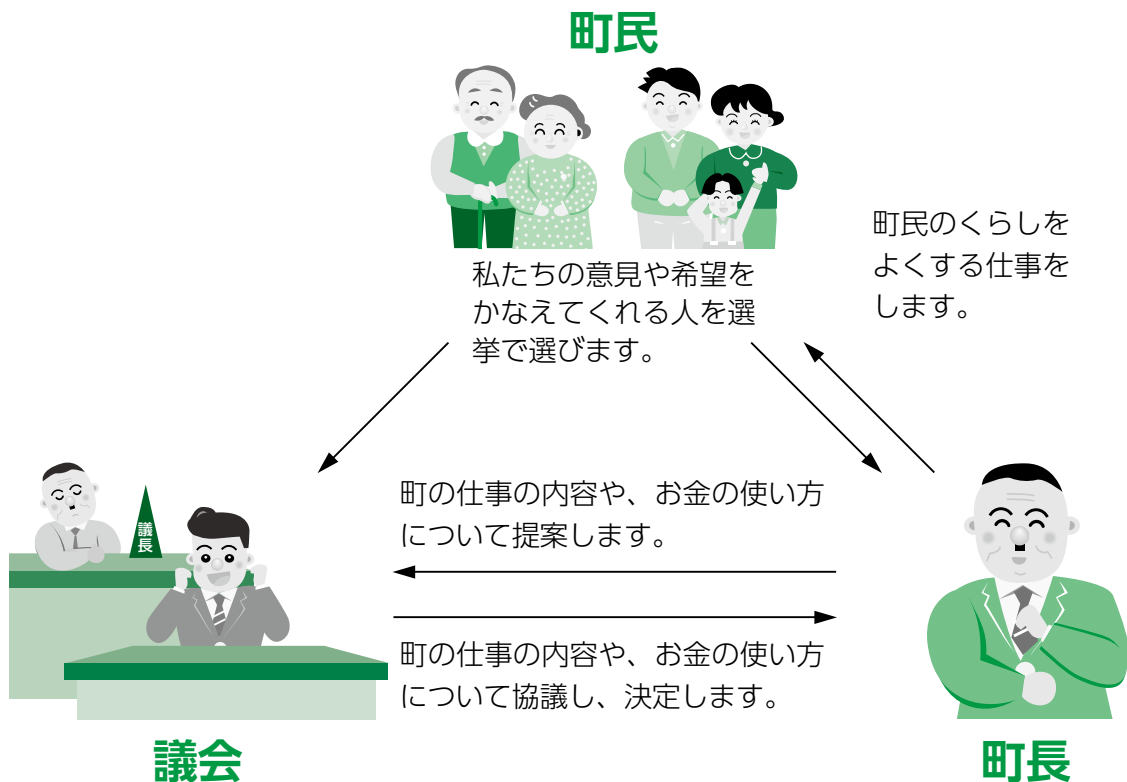 町民
私たちの意見や希望を
かなえてくれる人を選
挙で選びます。
町民のくらしを
よくする仕事を
します。
町の仕事の内容や、お金の使い方
について提案します。
議長
町の仕事の内容や、お金の使い方
について協議し、決定します。
議会
町長